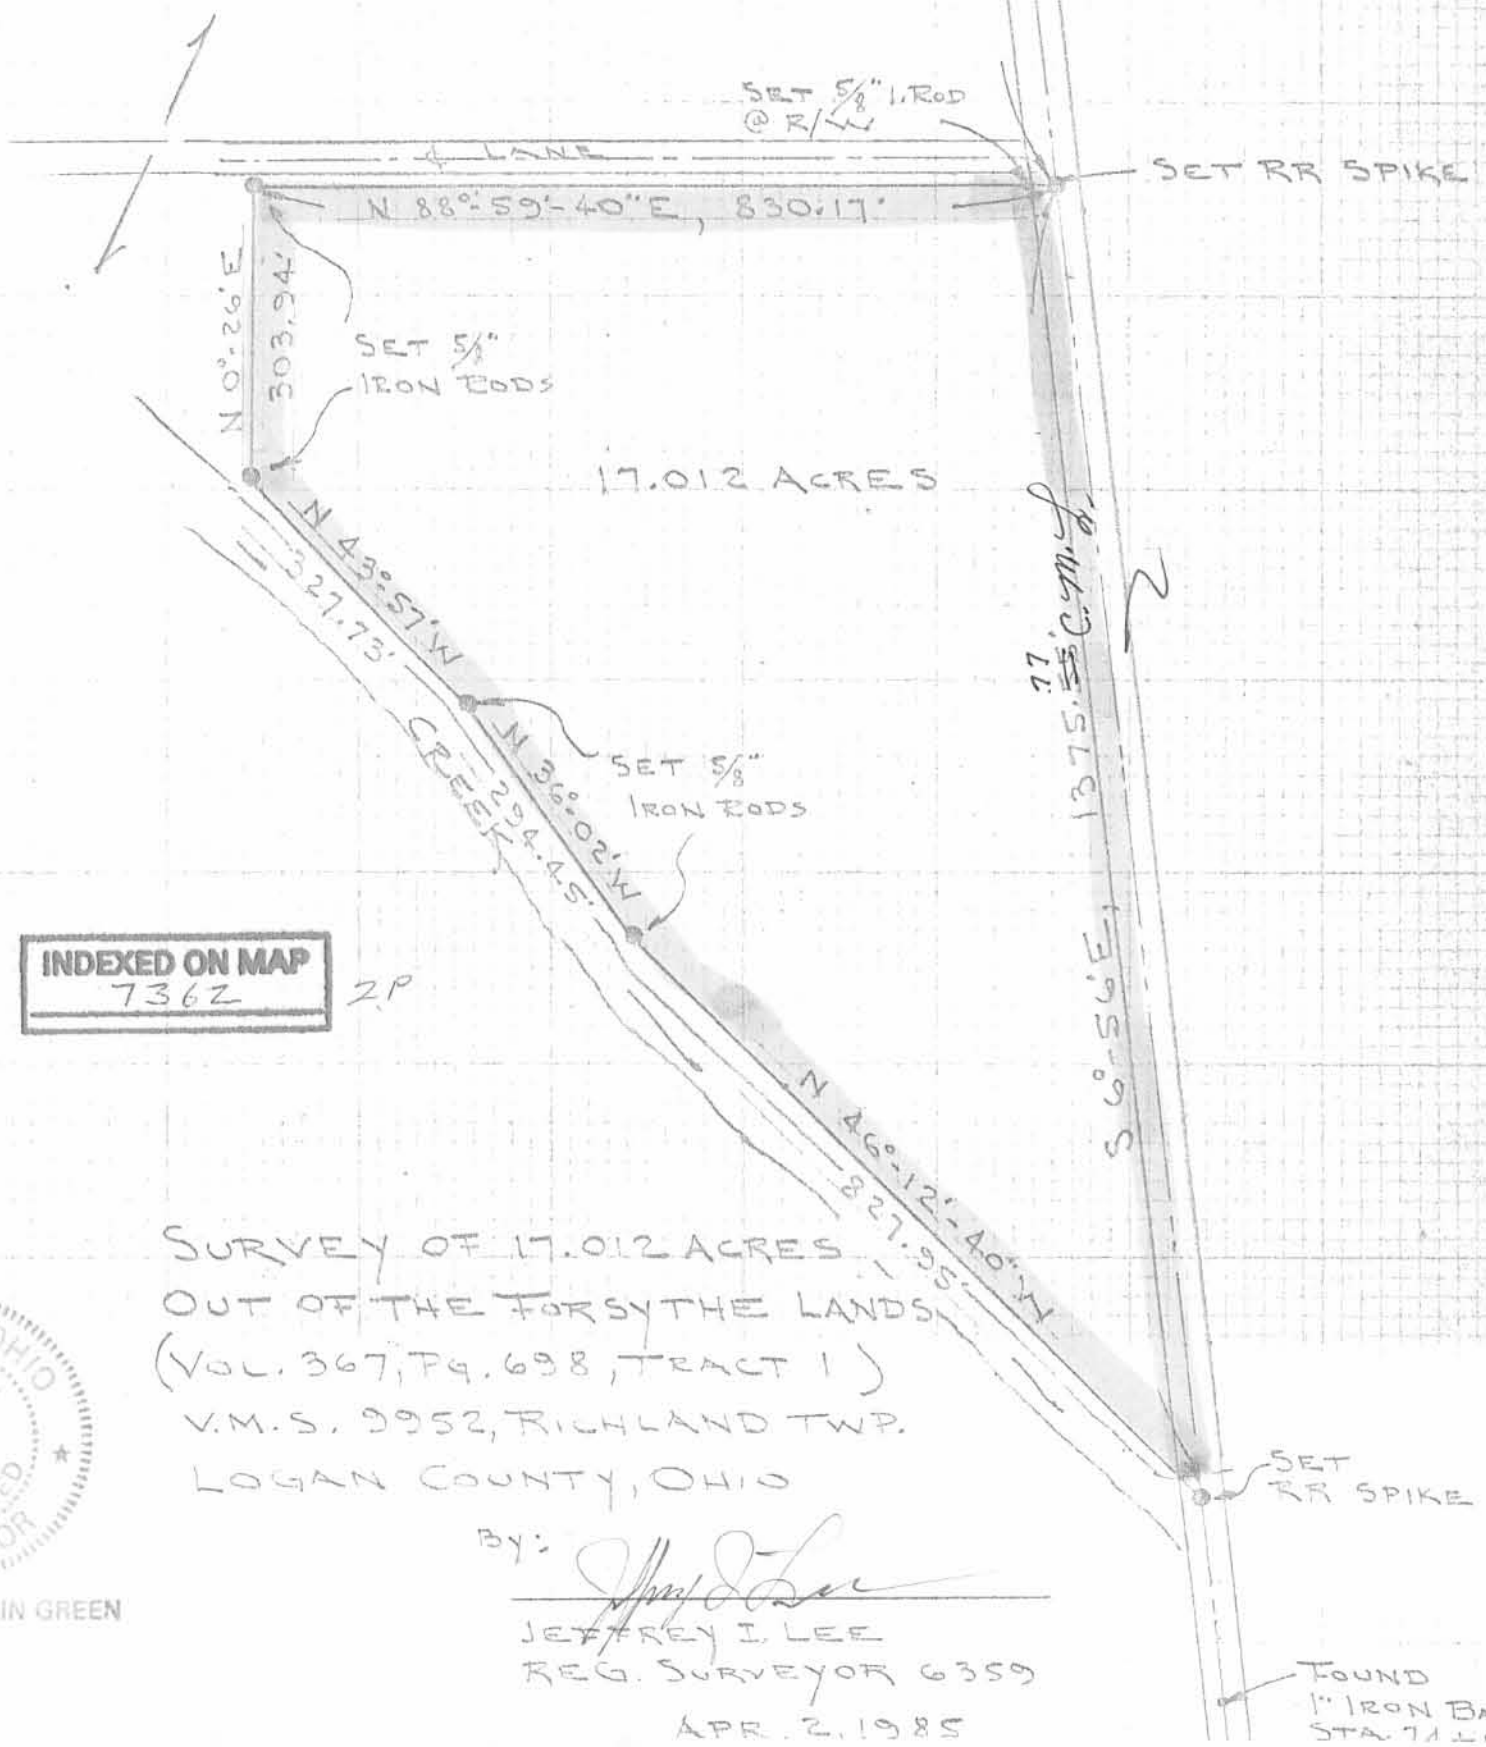 SET 5/8" I. ROD
@ R/W
SET RR SPIKE
℄ LANE
N 88°-59'-40" E, 830.17'
N 0°-26' E
303.94'
SET 5/8"
IRON RODS
17.012 ACRES
N 43°-57' W
327.73'
.77
1375.55'
S 6°-56' E,
2
CREEK
N 36°-02' W
294.45'
SET 5/8"
IRON RODS
INDEXED ON MAP
7362
2P
N 46°-12'-40" W
827.95'
SURVEY OF 17.012 ACRES
OUT OF THE FORSYTHE LANDS
(VOL. 367, PG. 698, TRACT 1)
V.M.S. 9952, RICHLAND TWP.
LOGAN COUNTY, OHIO
SET
RR SPIKE
By:
JEFFREY I. LEE
REG. SURVEYOR 6359
APR. 2, 1985
OHIO
IN GREEN
FOUND
1" IRON
STA.